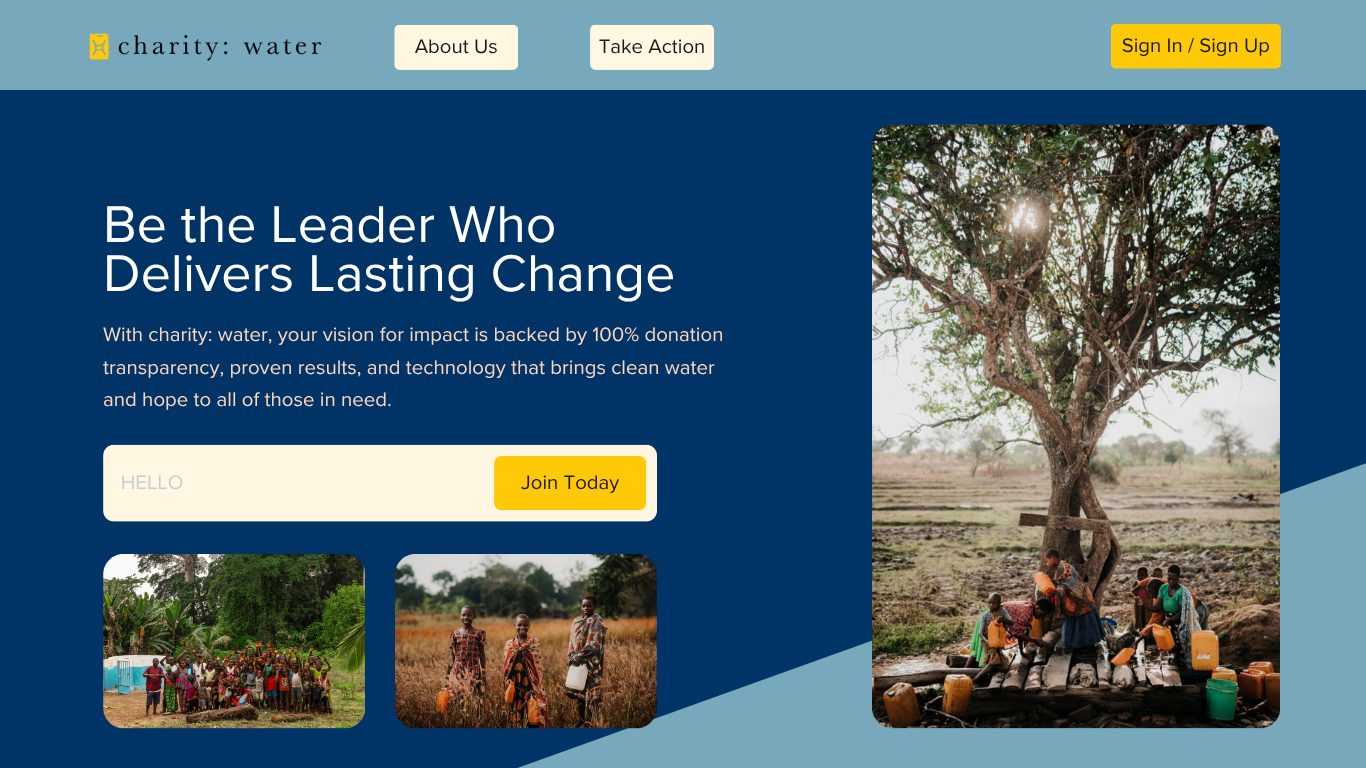 charity: water
About Us
Take Action
Sign In / Sign Up
Be the Leader Who
Delivers Lasting Change
With charity: water, your vision for impact is backed by 100% donation
transparency, proven results, and technology that brings clean water
and hope to all of those in need.
HELLO
Join Today